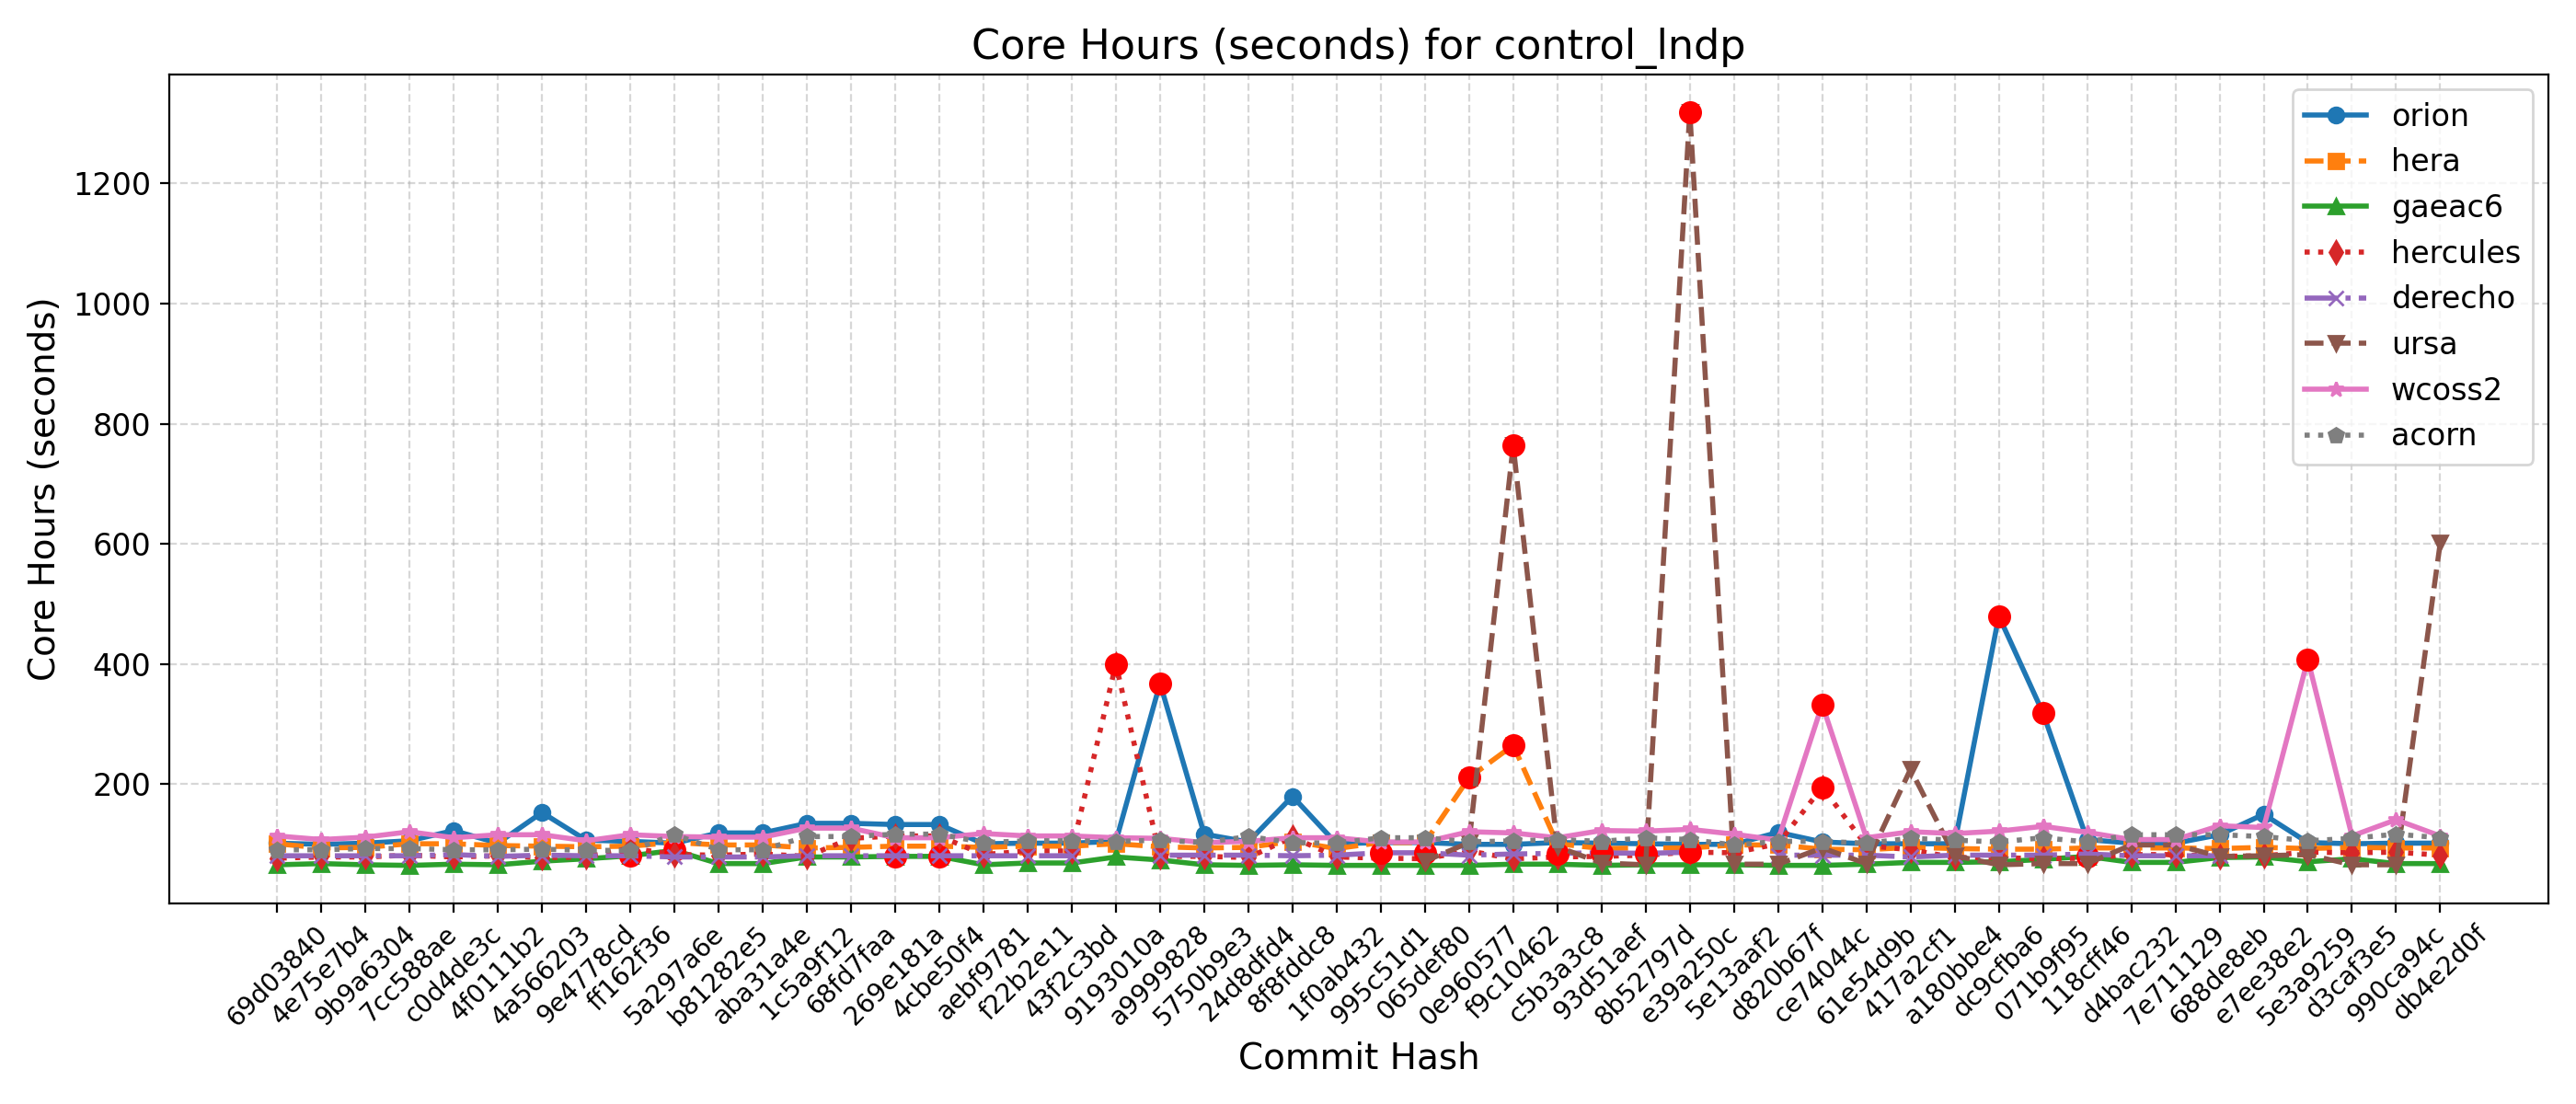 Core Hours (seconds) for control_lndp
Core Hours (seconds)
1200
1000
800
600
400
200
orion
hera
gaeac6
hercules
derecho
ursa
wcoss2
acorn
69d03840
4e75e7b4
9b9a6304
7cc588ae
c0d4de3c
4f0111b2
4a566203
9e4778cd
ff162f36
5a297a6e
b81282e5
aba31a4e
1c5a9f12
68fd7faa
269e181a
4cbe50f4
aebf9781
f22b2e11
43f2c3bd
9193010a
a9999828
5750b9e3
24d8dfd4
8f8fddc8
1f0ab432
995c51d1
065def80
0e960577
f9c10462
c5b3a3c8
93d51aef
8b52797d
e39a250c
5e13aaf2
d820b67f
ce74044c
61e54d9b
417a2cf1
a180bbe4
dc9cfba6
071b9f95
118cff46
d4bac232
7e711129
688de8eb
e7ee38e2
5e3a9259
d3caf3e5
990ca94c
db4e2d0f
Commit Hash